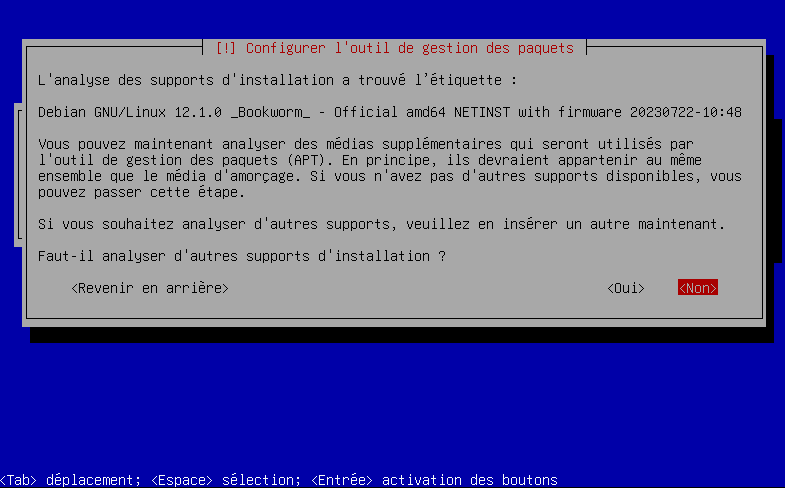 [!] Configurer l'outil de gestion des paquets
L'analyse des supports d'installation a trouvé l’étiquette :
Debian GNU/Linux 12.1.0 _Bookworm_ - Official amd64 NETINST with firmware 20230722-10:48
Vous pouvez maintenant analyser des médias supplémentaires qui seront utilisés par
l'outil de gestion des paquets (APT). En principe, ils devraient appartenir au même
ensemble que le média d'amorçage. Si vous n'avez pas d'autres supports disponibles, vous
pouvez passer cette étape.
Si vous souhaitez analyser d'autres supports, veuillez en insérer un autre maintenant.
Faut-il analyser d'autres supports d'installation ?
<Revenir en arrière> <Oui> <Non>
<Tab> déplacement; <Espace> sélection; <Entrée> activation des boutons